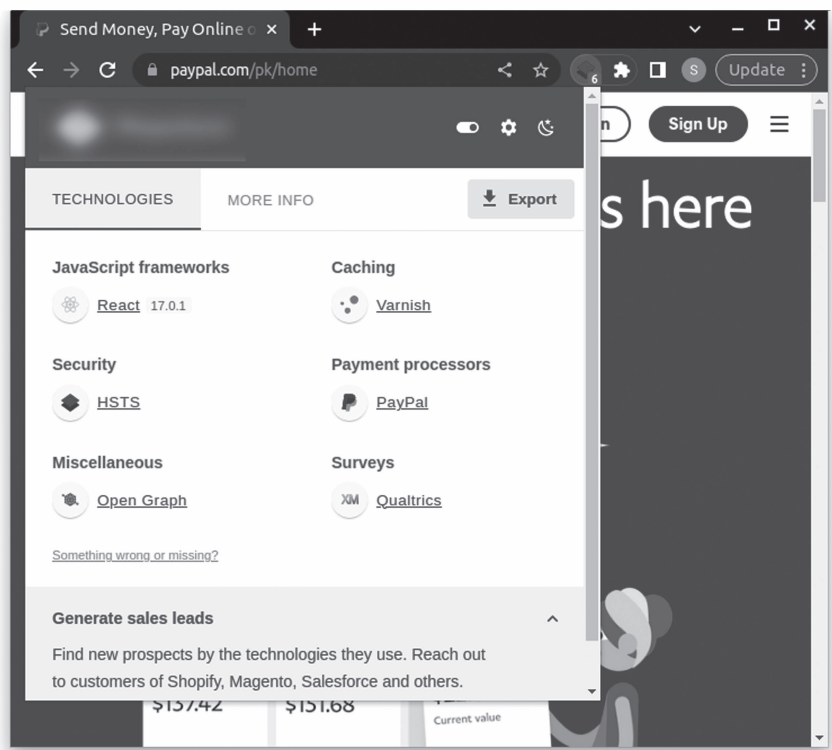 Send Money, Pay Online o
paypal.com/pk/home
6
S
Update
n
Sign Up
TECHNOLOGIES
MORE INFO
Export
s here
JavaScript frameworks
Caching
React 17.0.1
Varnish
Security
Payment processors
HSTS
PayPal
Miscellaneous
Surveys
Open Graph
XM
Qualtrics
Something wrong or missing?
Generate sales leads
Find new prospects by the technologies they use. Reach out
to customers of Shopify, Magento, Salesforce and others.
$137.42
$151.68
Current value